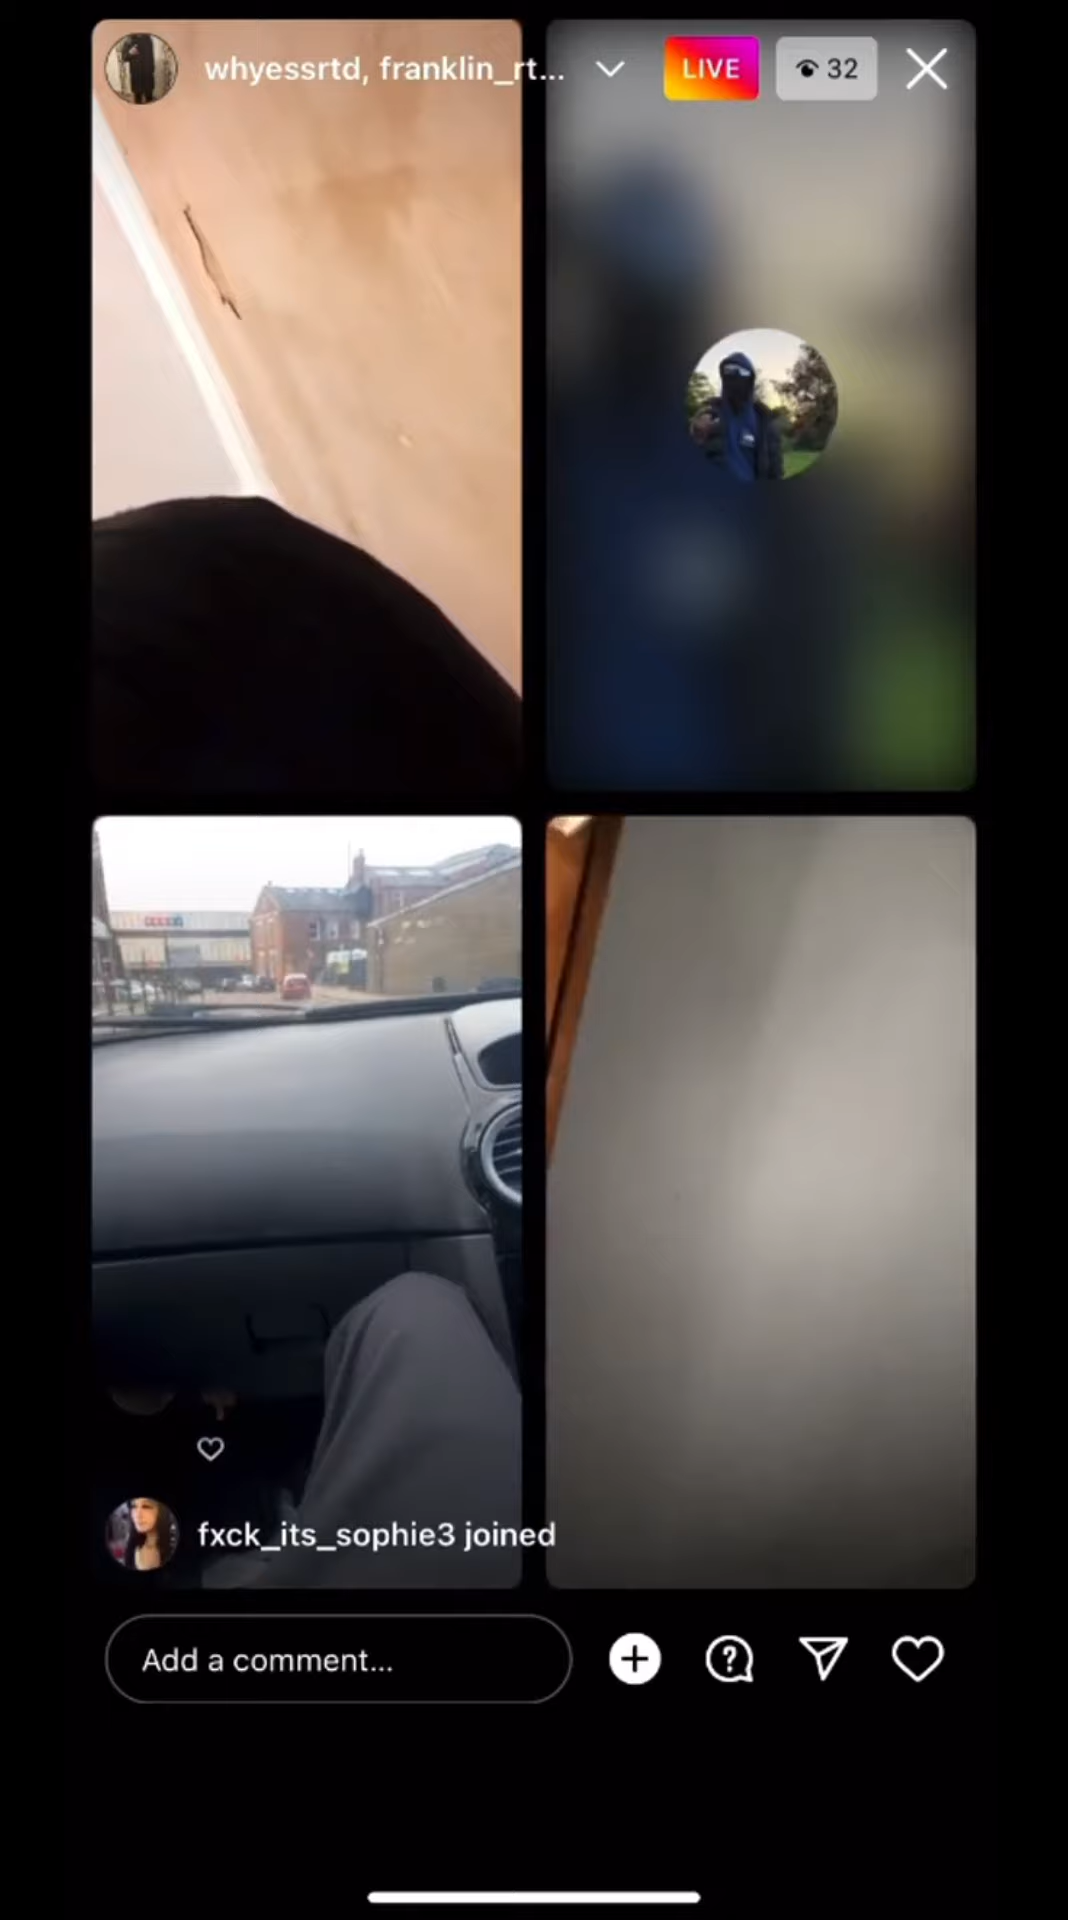 whyessrtd, franklin_rt...
LIVE
32
fxck_its_sophie3 joined
Add a comment...